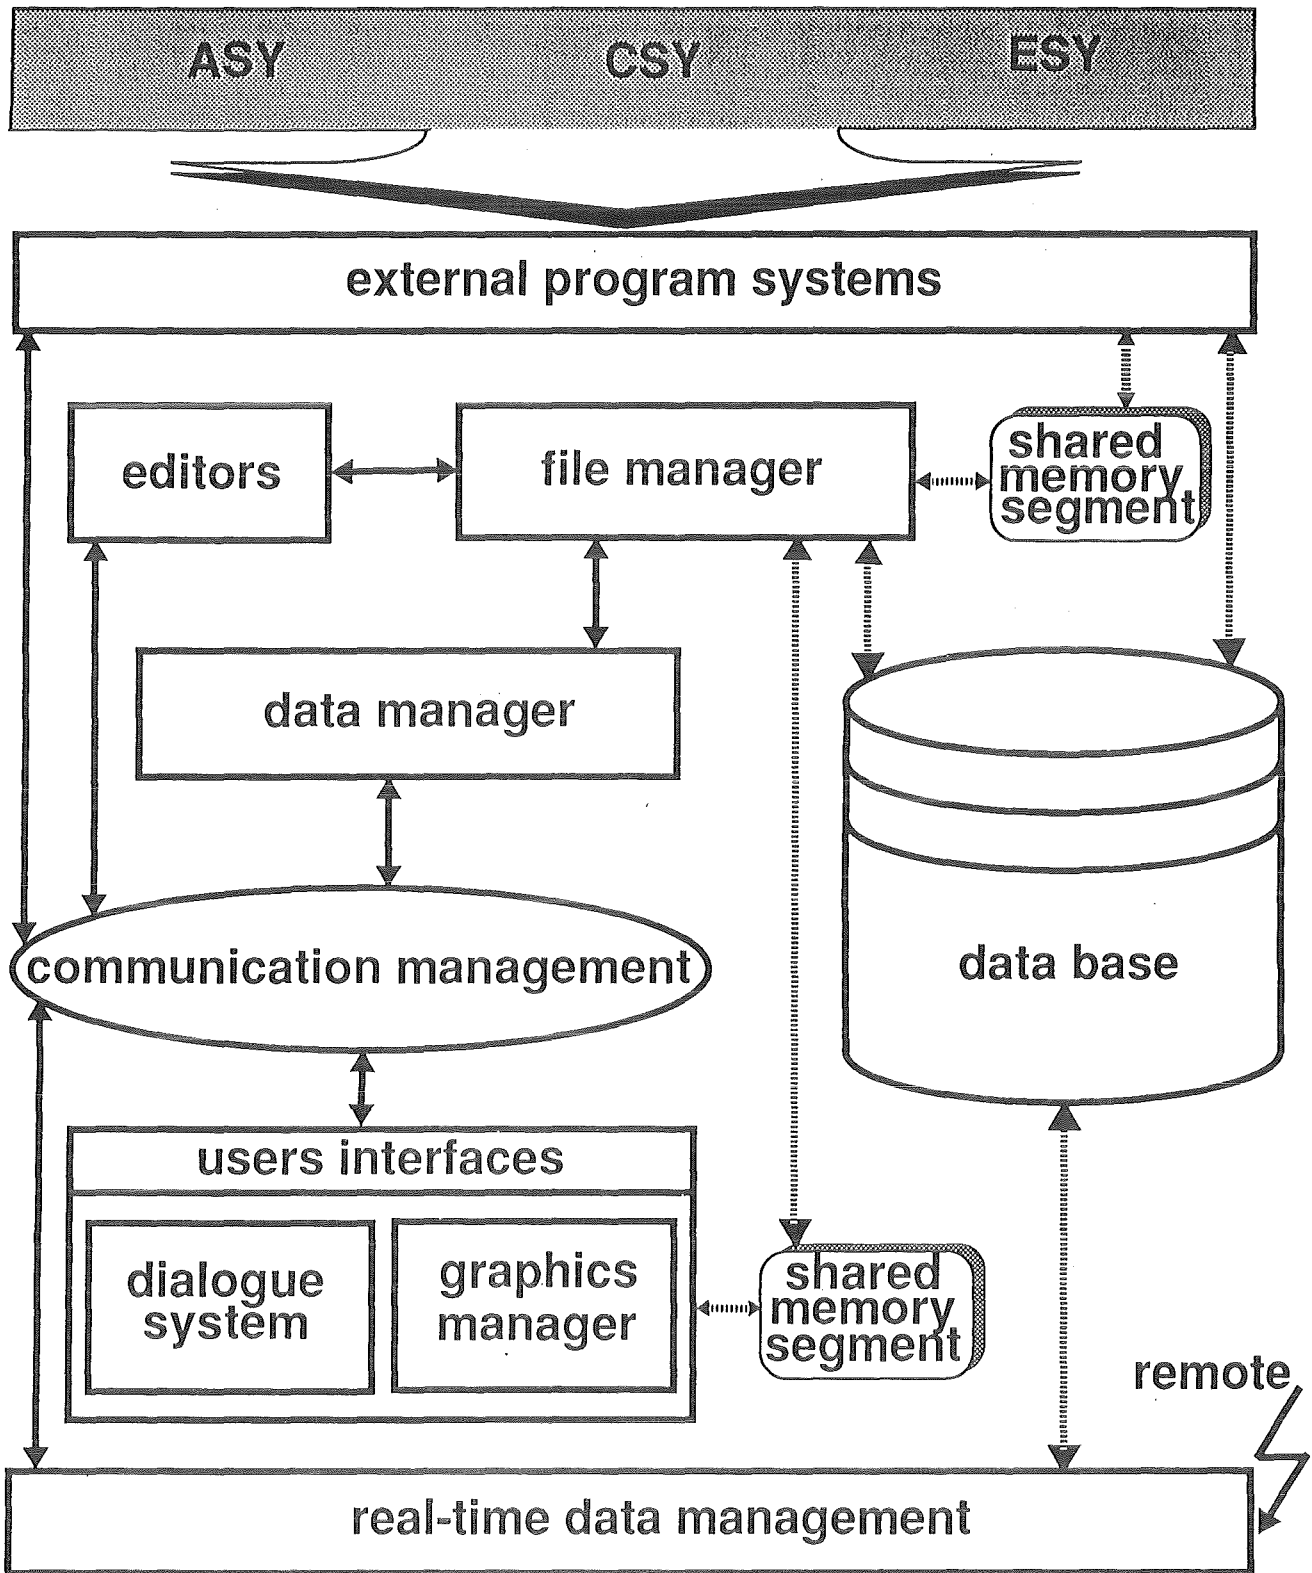 ASY CSY ESY
external program systems
editors
file manager
shared
memory
segment
data manager
communication management
data base
users interfaces
dialogue
system
graphics
manager
shared
memory
segment
remote
real-time data management